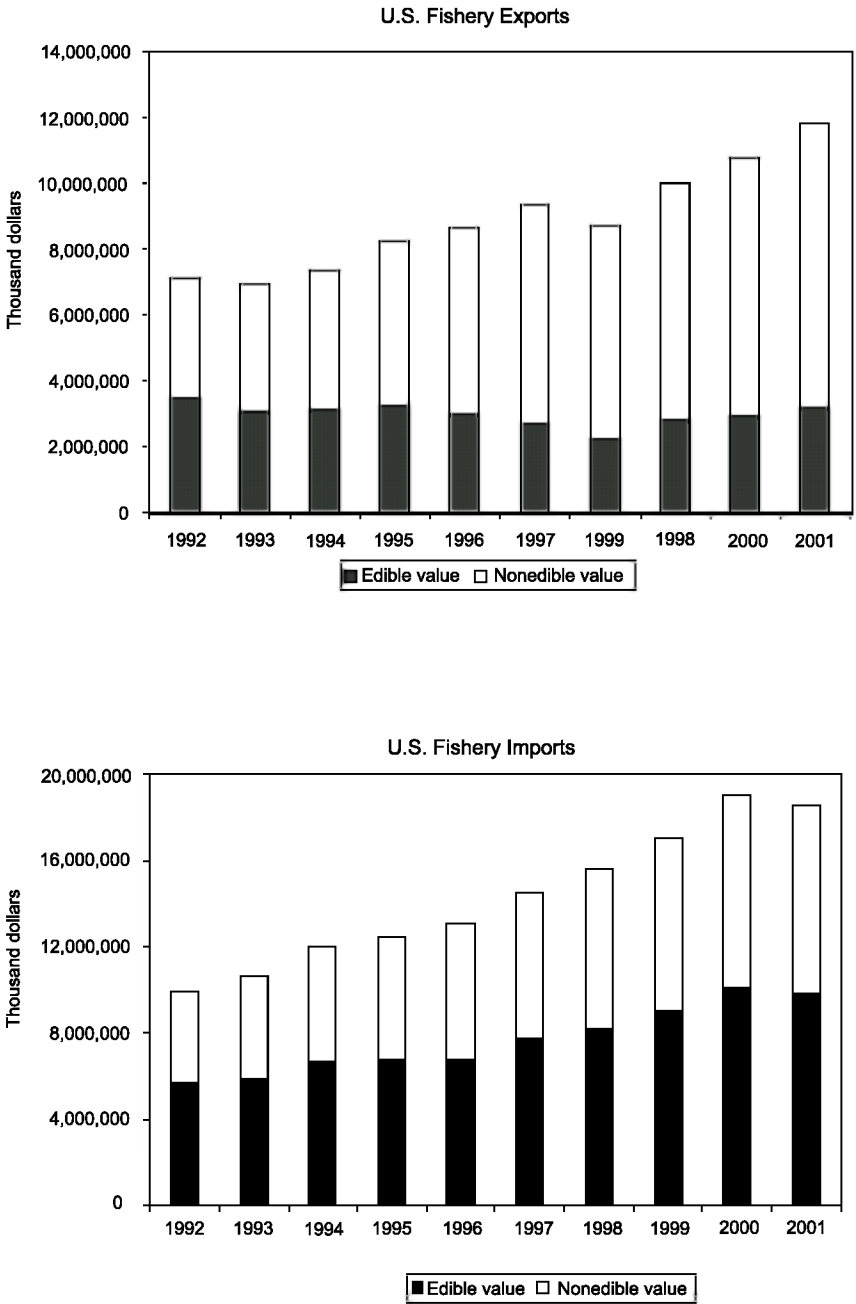 U.S. Fishery Exports
14,000,000
12,000,000
10,000,000
8,000,000
6,000,000
4,000,000
2,000,000
0
Thousand dollars
1992 1993 1994 1995 1996 1997 1999 1998 2000 2001
Edible value Nonedible value
U.S. Fishery Imports
20,000,000
16,000,000
12,000,000
8,000,000
4,000,000
0
Thousand dollars
1992 1993 1994 1995 1996 1997 1998 1999 2000 2001
Edible value Nonedible value